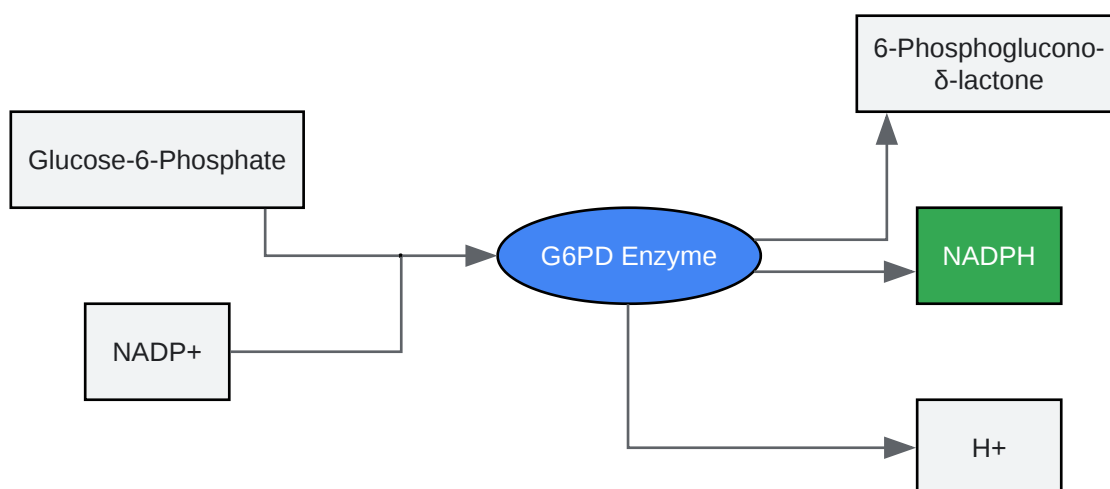 6-Phosphoglucono-
δ-lactone
Glucose-6-Phosphate
G6PD Enzyme
NADPH
NADP+
H+